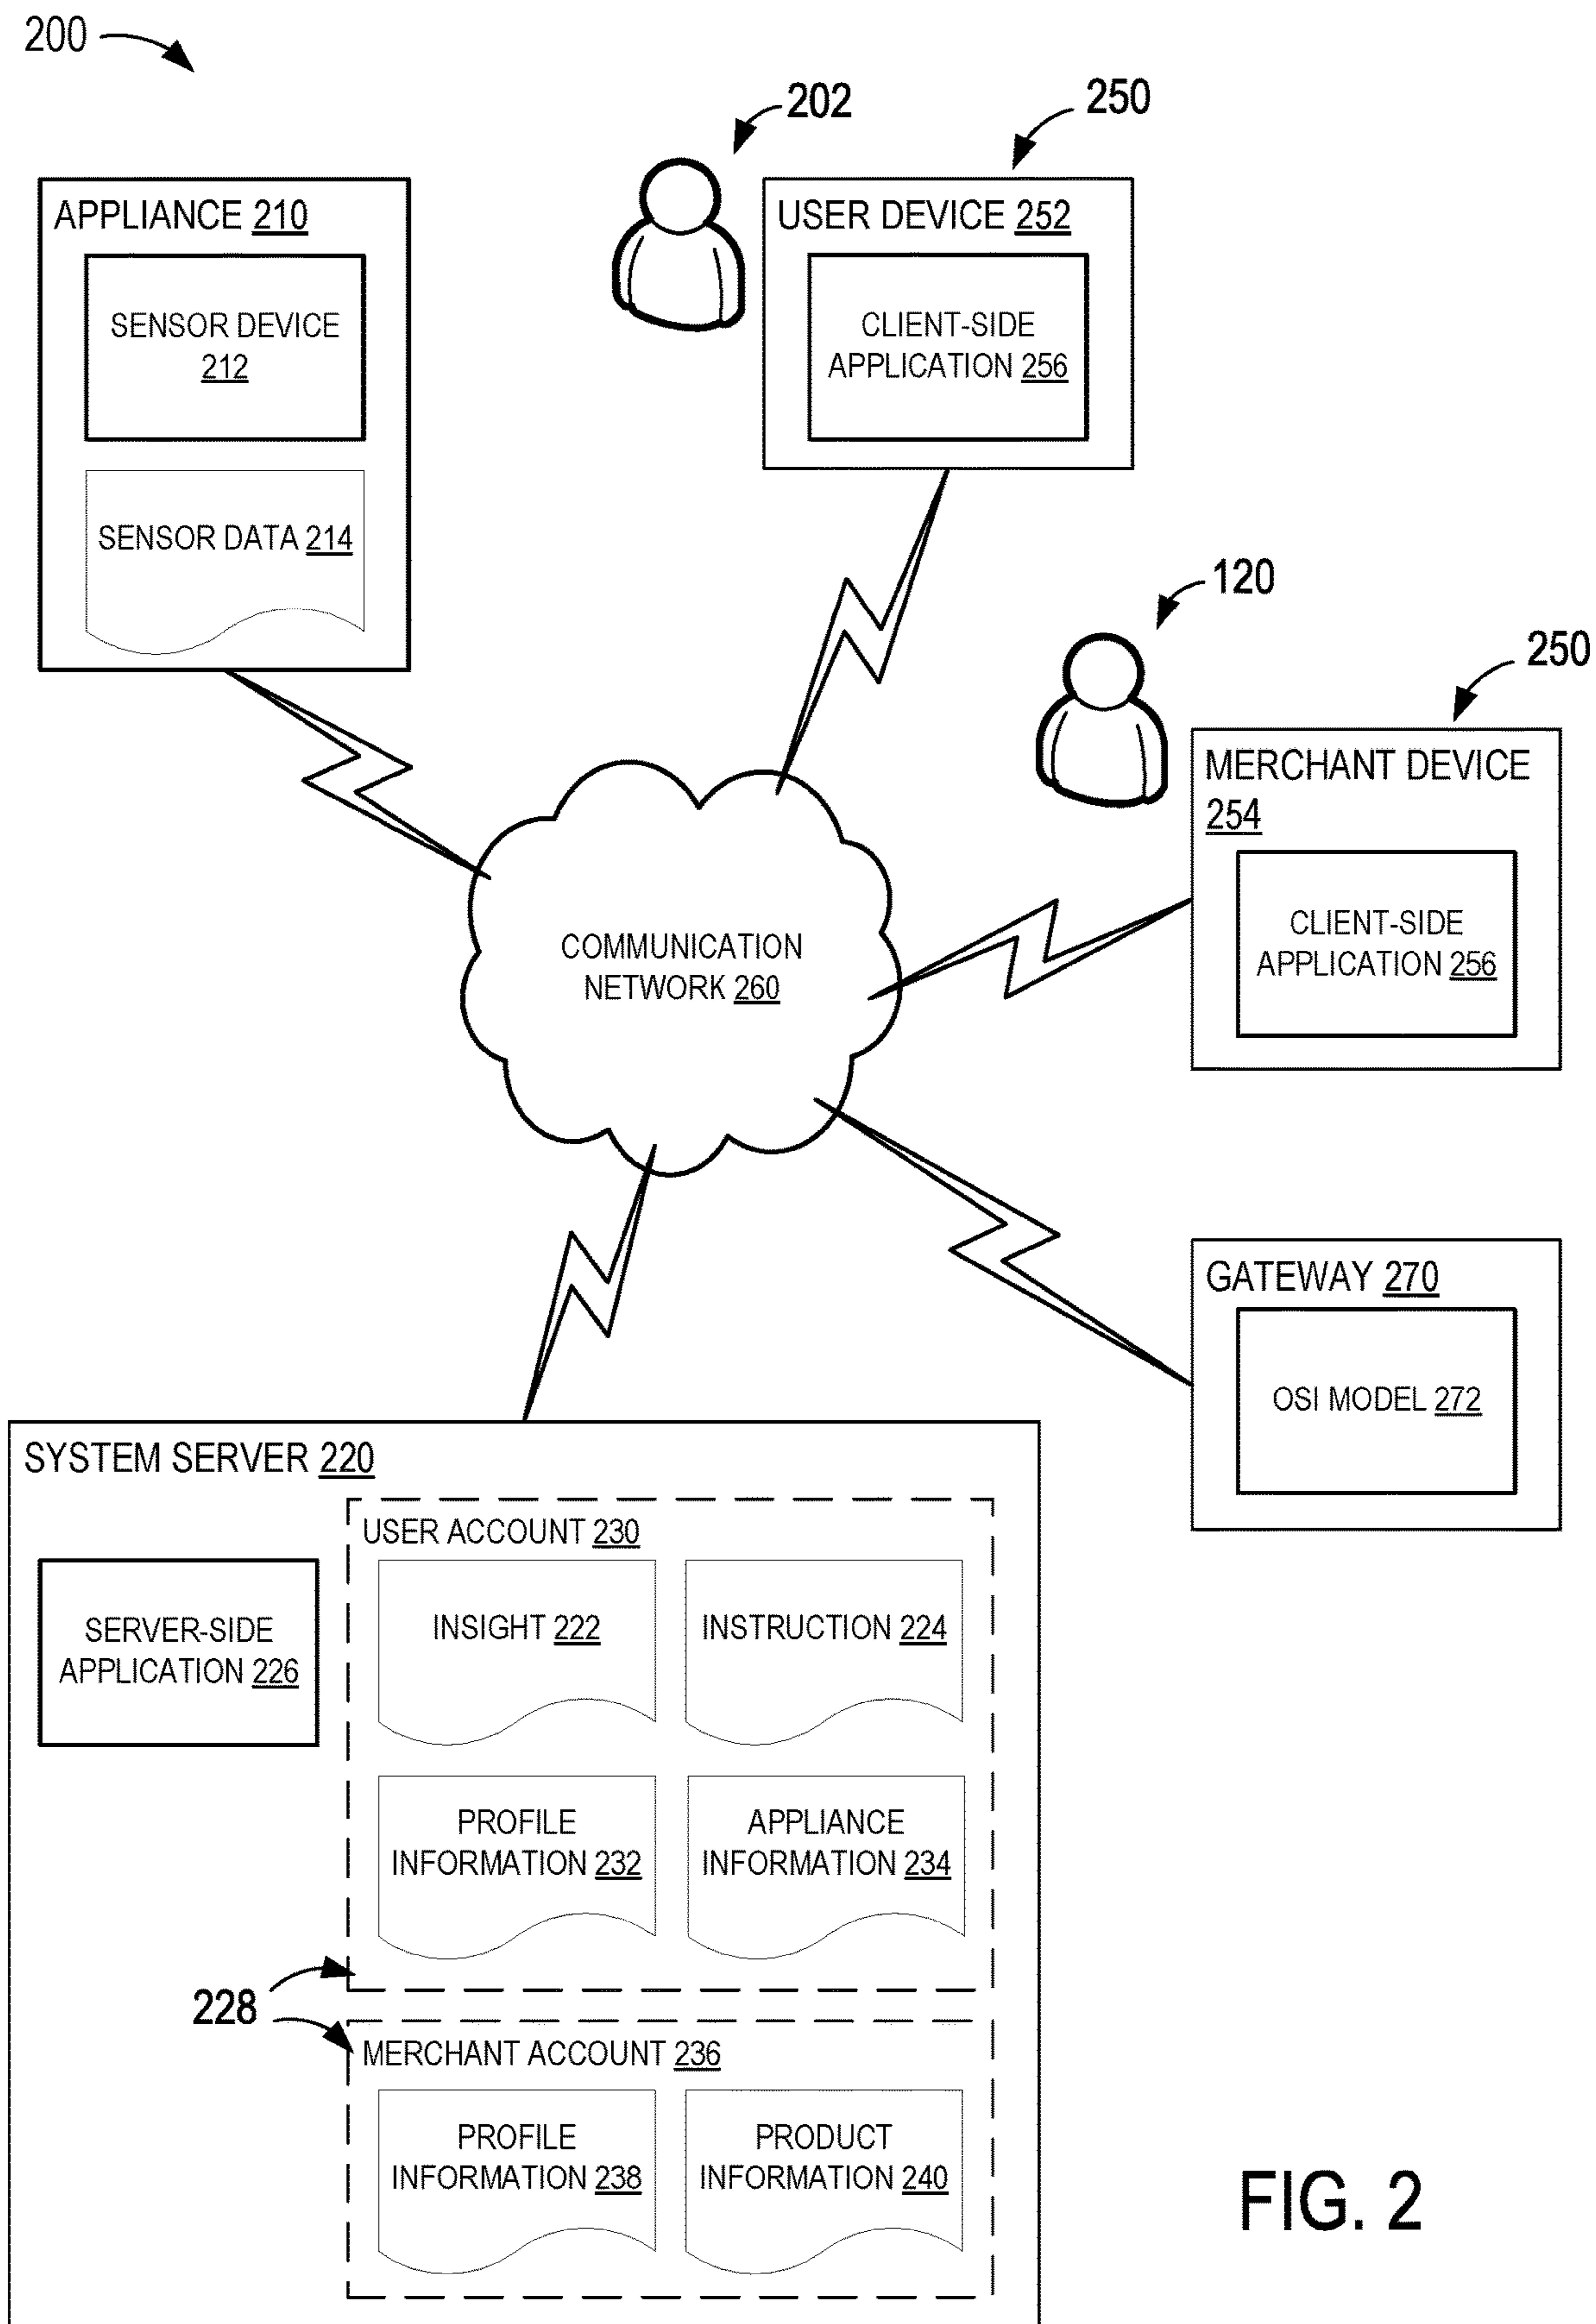 200
202
250
APPLIANCE 210
SENSOR DEVICE
212
SENSOR DATA 214
USER DEVICE 252
CLIENT-SIDE
APPLICATION 256
120
250
MERCHANT DEVICE
254
CLIENT-SIDE
APPLICATION 256
COMMUNICATION
NETWORK 260
GATEWAY 270
OSI MODEL 272
SYSTEM SERVER 220
SERVER-SIDE
APPLICATION 226
USER ACCOUNT 230
INSIGHT 222
INSTRUCTION 224
PROFILE
INFORMATION 232
APPLIANCE
INFORMATION 234
228
MERCHANT ACCOUNT 236
PROFILE
INFORMATION 238
PRODUCT
INFORMATION 240
FIG. 2